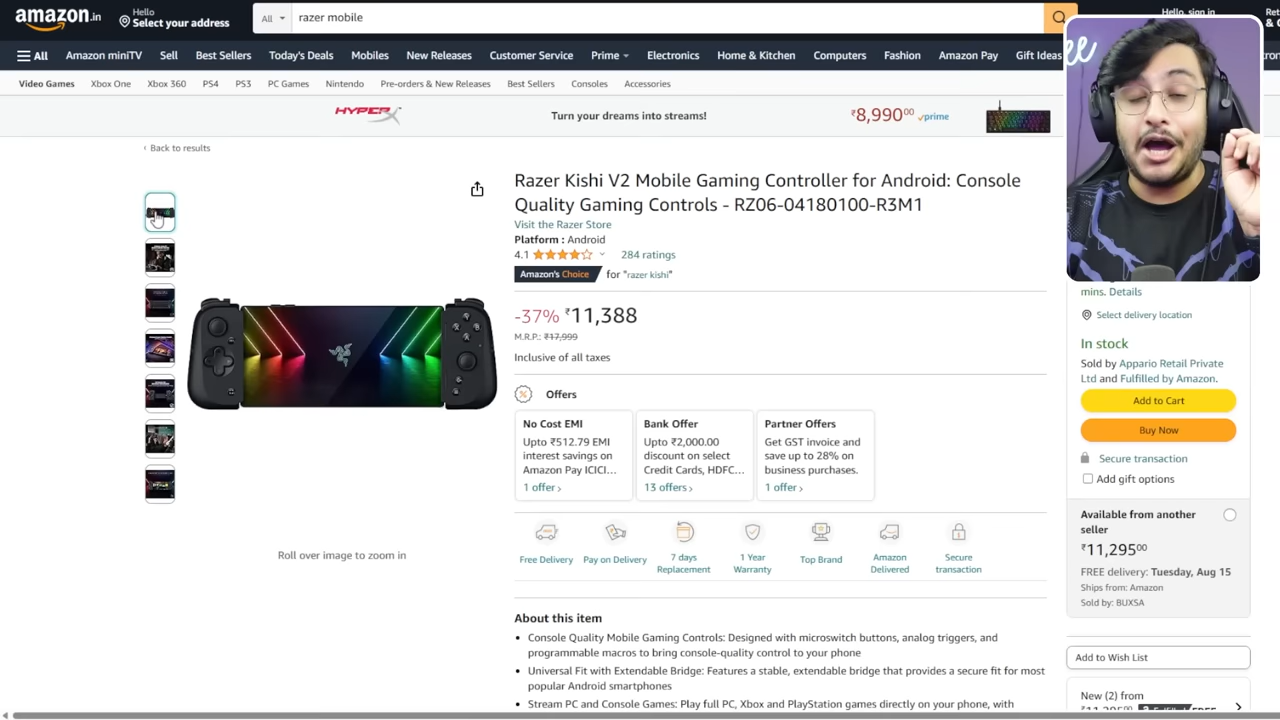 amazon.in
Hello
Select your address
All
razer mobile
Hello, sign in
All
Amazon miniTV
Sell
Best Sellers
Today's Deals
Mobiles
New Releases
Customer Service
Prime
Electronics
Home & Kitchen
Computers
Fashion
Amazon Pay
Gift Ideas
Video Games
Xbox One
Xbox 360
PS4
PS3
PC Games
Nintendo
Pre-orders & New Releases
Best Sellers
Consoles
Accessories
HYPERX
Turn your dreams into streams!
₹8,990⁰⁰ prime
‹ Back to results
Razer Kishi V2 Mobile Gaming Controller for Android: Console
Quality Gaming Controls - RZ06-04180100-R3M1
Visit the Razer Store
Platform : Android
4.1
284 ratings
Amazon's Choice
for "razer kishi"
-37% ₹11,388
M.R.P.: ₹17,999
Inclusive of all taxes
Offers
No Cost EMI
Upto ₹512.79 EMI
interest savings on
Amazon Pay ICICI…
1 offer ›
Bank Offer
Upto ₹2,000.00
discount on select
Credit Cards, HDFC…
13 offers ›
Partner Offers
Get GST invoice and
save up to 28% on
business purchases.
1 offer ›
Free Delivery
Pay on Delivery
7 days
Replacement
1 Year
Warranty
Top Brand
Amazon
Delivered
Secure
transaction
Roll over image to zoom in
About this item
• Console Quality Mobile Gaming Controls: Designed with microswitch buttons, analog triggers, and
programmable macros to bring console-quality control to your phone
• Universal Fit with Extendable Bridge: Features a stable, extendable bridge that provides a secure fit for most
popular Android smartphones
• Stream PC and Console Games: Play full PC, Xbox and PlayStation games directly on your phone, with
mins. Details
Select delivery location
In stock
Sold by Appario Retail Private
Ltd and Fulfilled by Amazon.
Add to Cart
Buy Now
Secure transaction
Add gift options
Available from another
seller
₹11,295⁰⁰
FREE delivery: Tuesday, Aug 15
Ships from: Amazon
Sold by: BUXSA
Add to Wish List
New (2) from